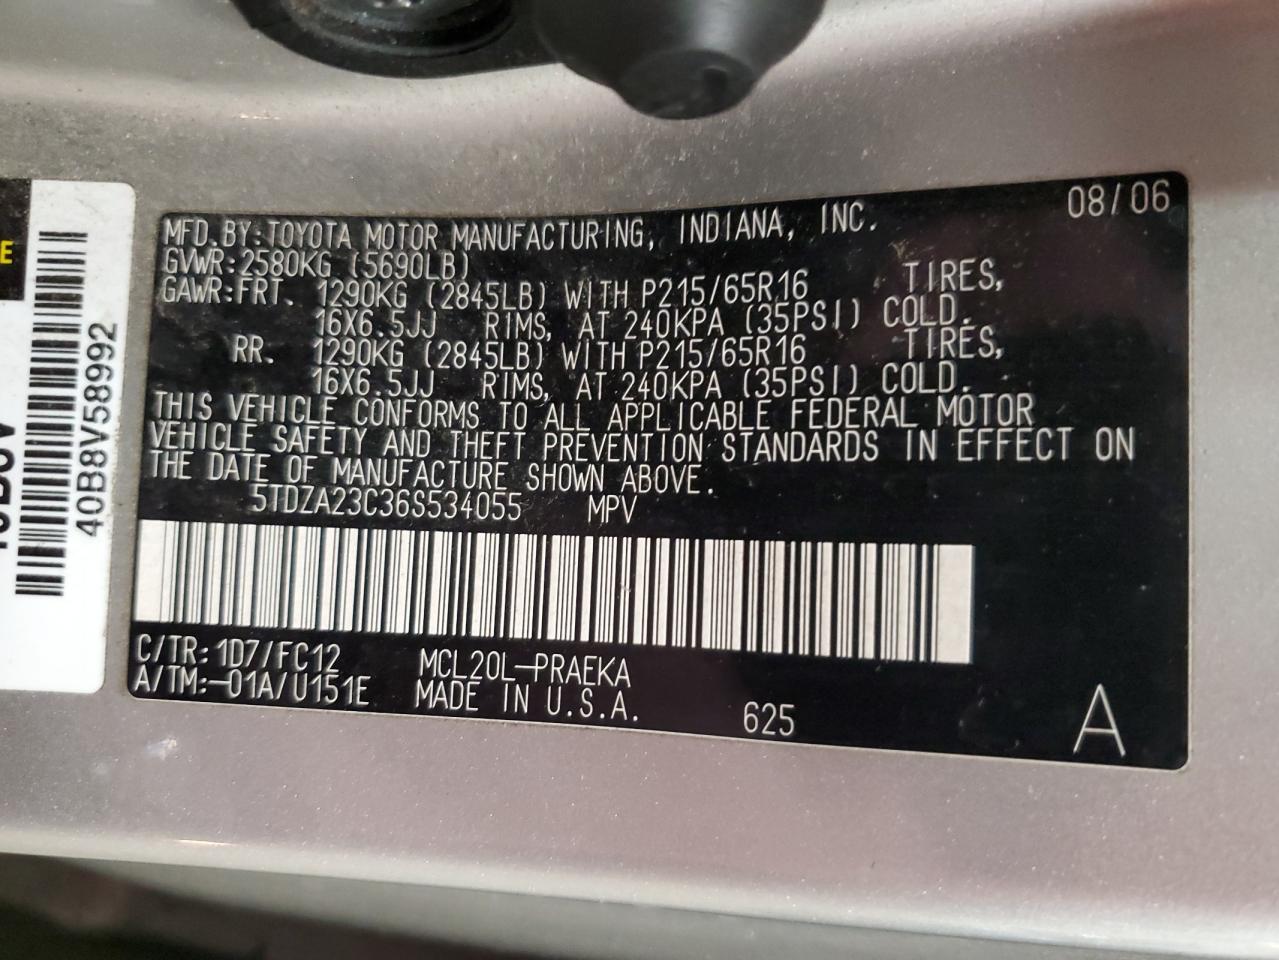 MFD.BY:TOYOTA MOTOR MANUFACTURING, INDIANA, INC. 08/06
GVWR:2580KG (5690LB)
GAWR:FRT. 1290KG (2845LB) WITH P215/65R16 TIRES,
16X6.5JJ RIMS, AT 240KPA (35PSI) COLD.
RR. 1290KG (2845LB) WITH P215/65R16 TIRES,
16X6.5JJ RIMS, AT 240KPA (35PSI) COLD.
THIS VEHICLE CONFORMS TO ALL APPLICABLE FEDERAL MOTOR
VEHICLE SAFETY AND THEFT PREVENTION STANDARDS IN EFFECT ON
THE DATE OF MANUFACTURE SHOWN ABOVE.
5TDZA23C36S534055 MPV
C/TR:1D7/FC12 MCL20L-PRAEKA
A/TM:-01A/U151E MADE IN U.S.A. 625 A
40B8V58992